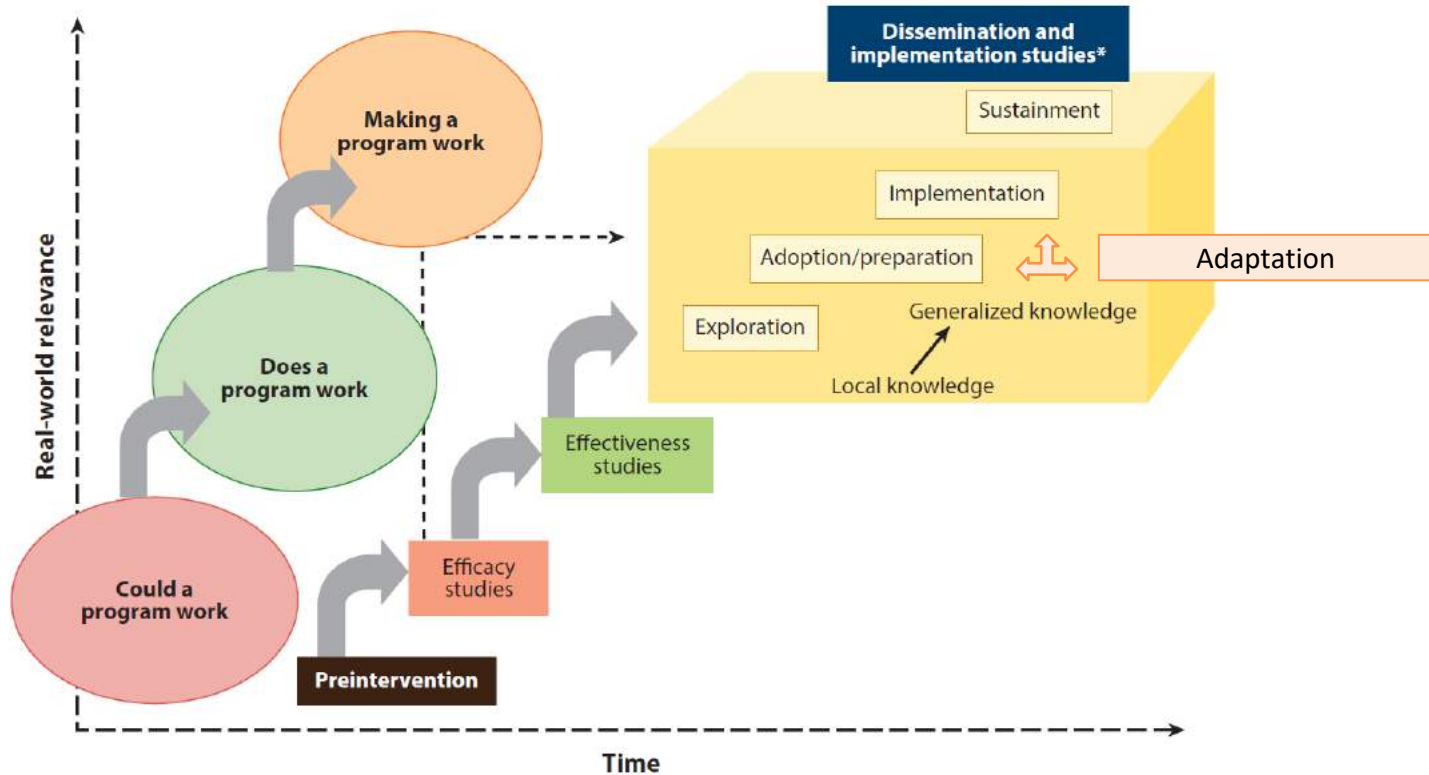 Dissemination and
implementation studies*
Sustainment
Making a
program work
Implementation
Adoption/preparation
Adaptation
Generalized knowledge
Exploration
Local knowledge
Does a
program work
Effectiveness
studies
Efficacy
studies
Could a
program work
Preintervention
Real-world relevance
Time